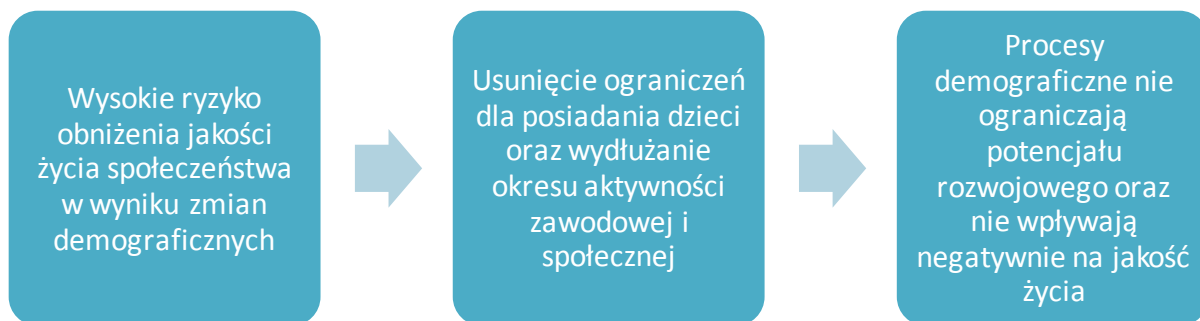 Wysokie ryzyko
obniżenia jakości
życia społeczeństwa
w wyniku zmian
demograficznych
Usunięcie ograniczeń
dla posiadania dzieci
oraz wydłużanie
okresu aktywności
zawodowej i
społecznej
Procesy
demograficzne nie
ograniczają
potencjału
rozwojowego oraz
nie wpływają
negatywnie na jakość
życia